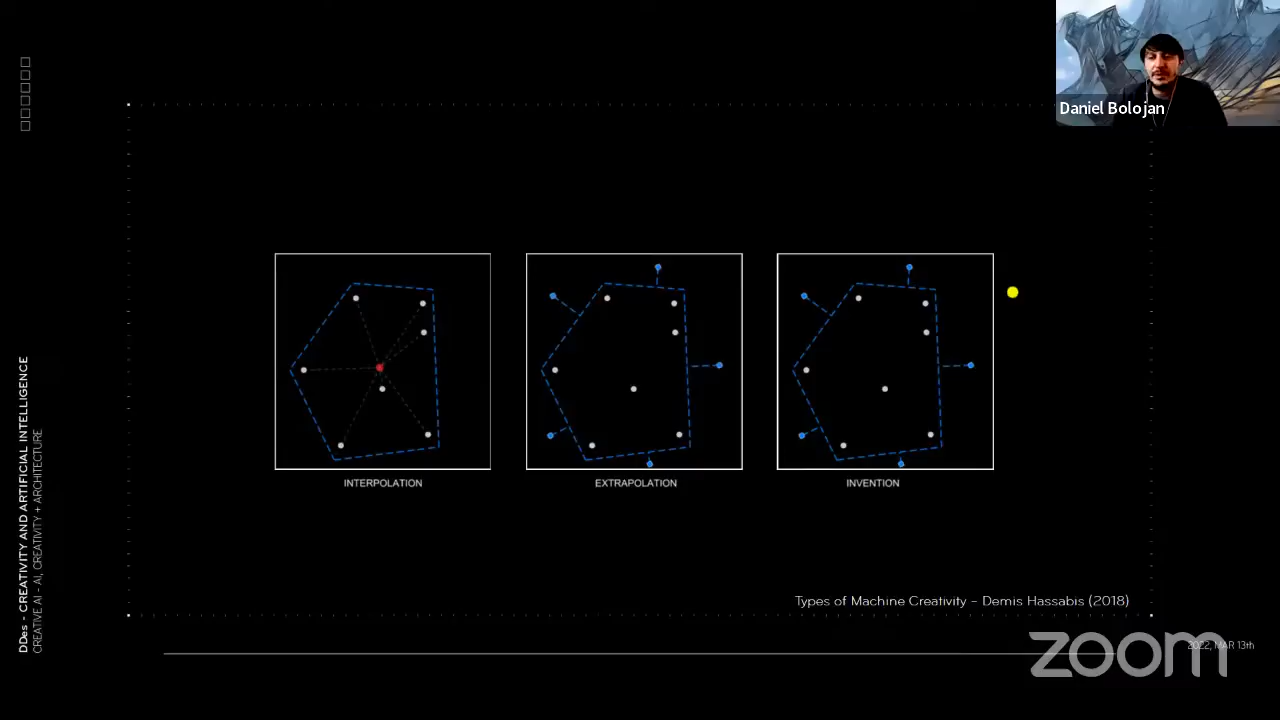 Daniel Bolojan
DDes - CREATIVITY AND ARTIFICIAL INTELLIGENCE
CREATIVE AI - AI, CREATIVITY + ARCHITECTURE
INTERPOLATION
EXTRAPOLATION
INVENTION
Types of Machine Creativity – Demis Hassabis (2018)
2022, MAR 13th
zoom